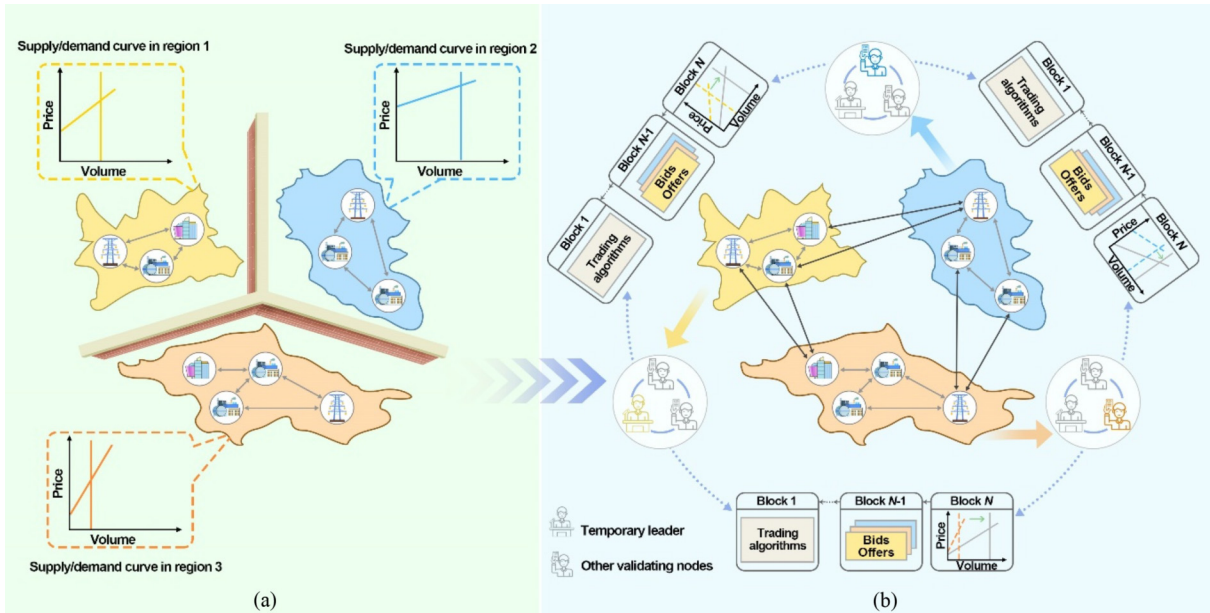 Supply/demand curve in region 1
Price
Volume
Supply/demand curve in region 2
Price
Volume
Price
Volume
Supply/demand curve in region 3
(a)
Block N
Price
Volume
Block N-1
Bids
Offers
Block 1
Trading
algorithms
Block 1
Trading
algorithms
Block N-1
Bids
Offers
Block N
Price
Volume
Block 1
Trading
algorithms
Block N-1
Bids
Offers
Block N
Price
Volume
Temporary leader
Other validating nodes
(b)